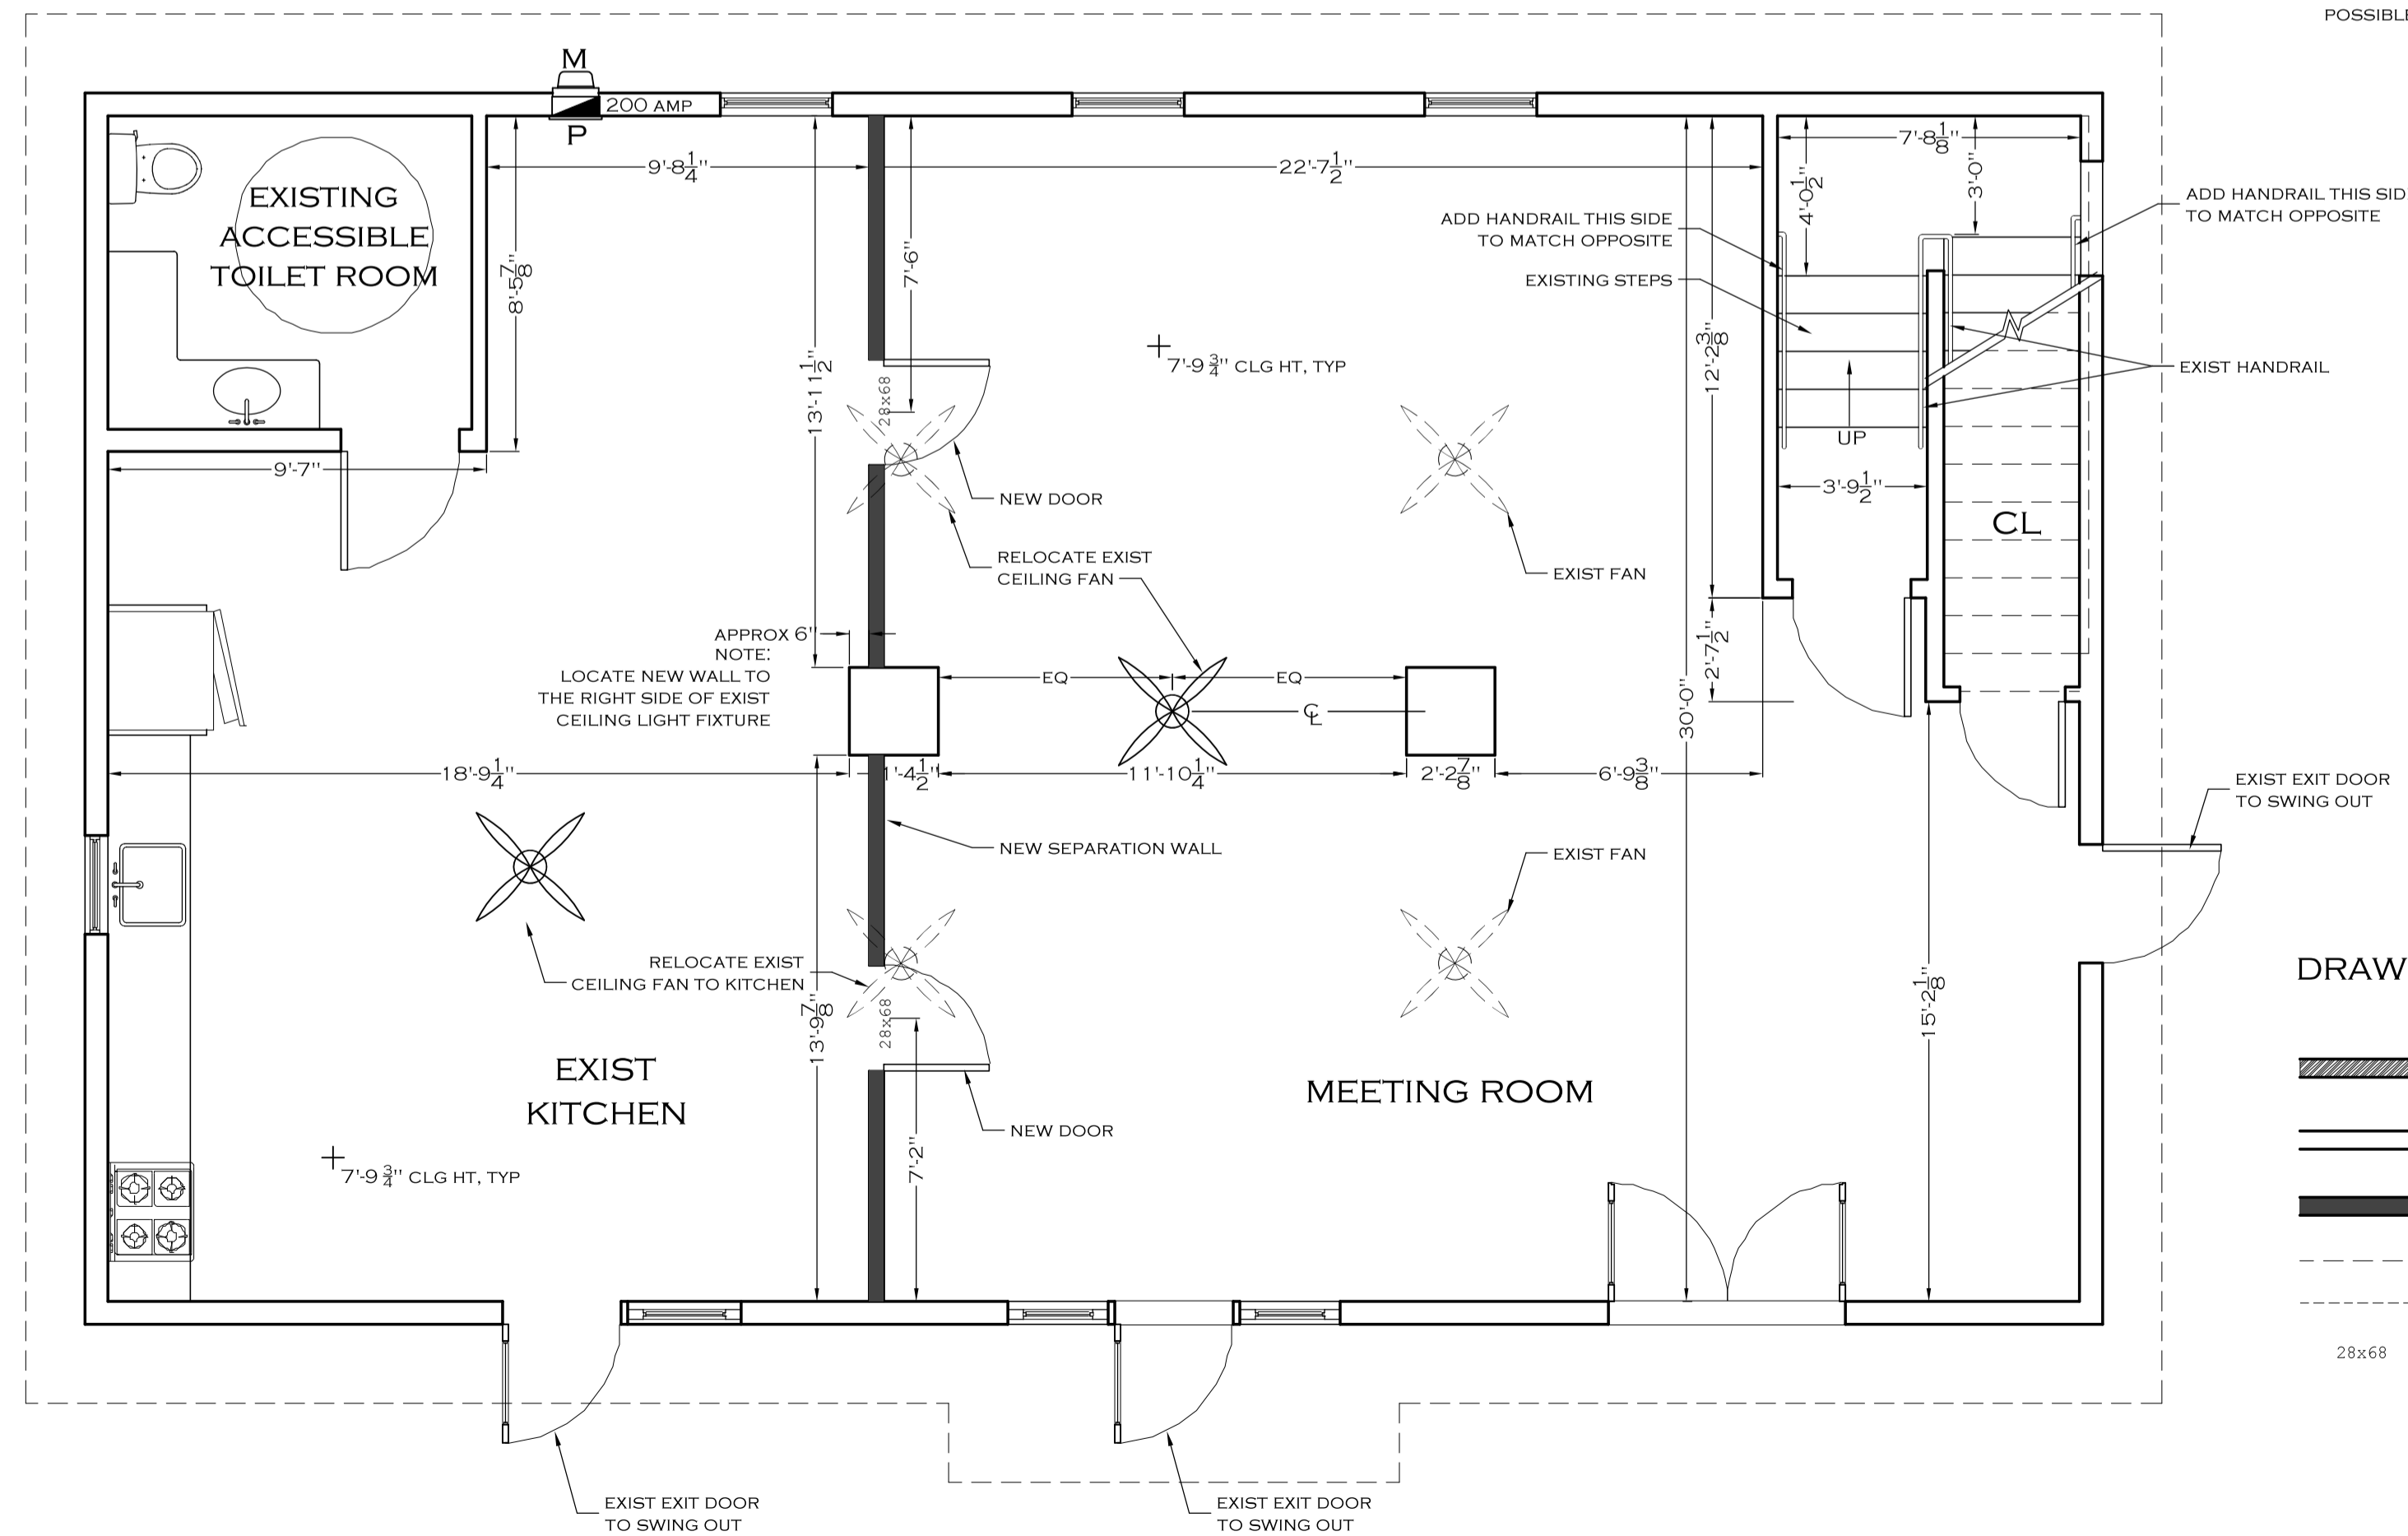 POSSIBLE
M
200 AMP
P
9'-8 1/4"
22'-7 1/2"
7'-8 1/8"
4'-0 1/2"
3'-0"
EXISTING
ACCESSIBLE
TOILET ROOM
8'-5 7/8"
7'-6"
ADD HANDRAIL THIS SIDE
TO MATCH OPPOSITE
ADD HANDRAIL THIS SID
TO MATCH OPPOSITE
EXISTING STEPS
13'-11 1/2"
28x68
7'-9 3/4" CLG HT, TYP
12'-2 3/8"
EXIST HANDRAIL
UP
9'-7"
3'-9 1/2"
NEW DOOR
CL
RELOCATE EXIST
CEILING FAN
EXIST FAN
APPROX 6"
NOTE:
LOCATE NEW WALL TO
THE RIGHT SIDE OF EXIST
CEILING LIGHT FIXTURE
2'-7 1/2"
EQ
EQ
CL
30'-0"
18'-9 1/4"
1'-4 1/2"
11'-10 1/4"
2'-2 7/8"
6'-9 3/8"
EXIST EXIT DOOR
TO SWING OUT
NEW SEPARATION WALL
EXIST FAN
RELOCATE EXIST
CEILING FAN TO KITCHEN
13'-9 7/8"
28x68
15'-2 1/8"
DRAW
EXIST
KITCHEN
MEETING ROOM
NEW DOOR
7'-2"
7'-9 3/4" CLG HT, TYP
28x68
EXIST EXIT DOOR
TO SWING OUT
EXIST EXIT DOOR
TO SWING OUT